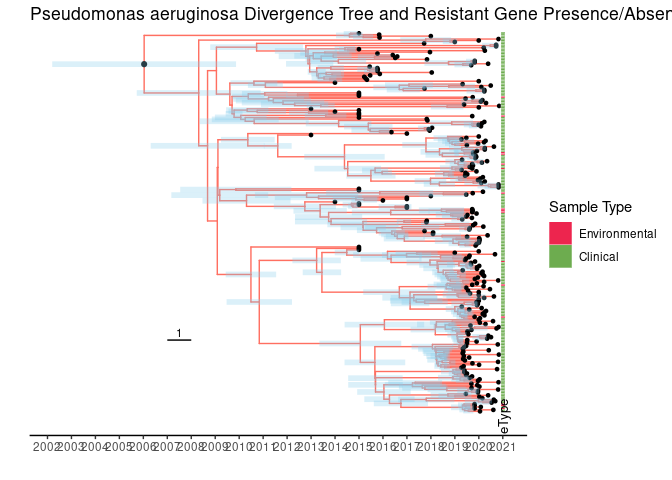 Pseudomonas aeruginosa Divergence Tree and Resistant Gene Presence/Absen
Sample Type
Environmental
Clinical
1
eType
2002 2003 2004 2005 2006 2007 2008 2009 2010 2011 2012 2013 2014 2015 2016 2017 2018 2019 2020 2021